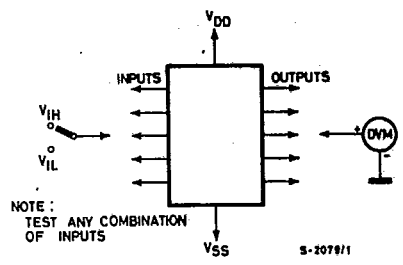 VDD
INPUTS
OUTPUTS
VIH
VIL
+
DVM
-
NOTE :
TEST ANY COMBINATION
OF INPUTS
VSS
S-2079/1